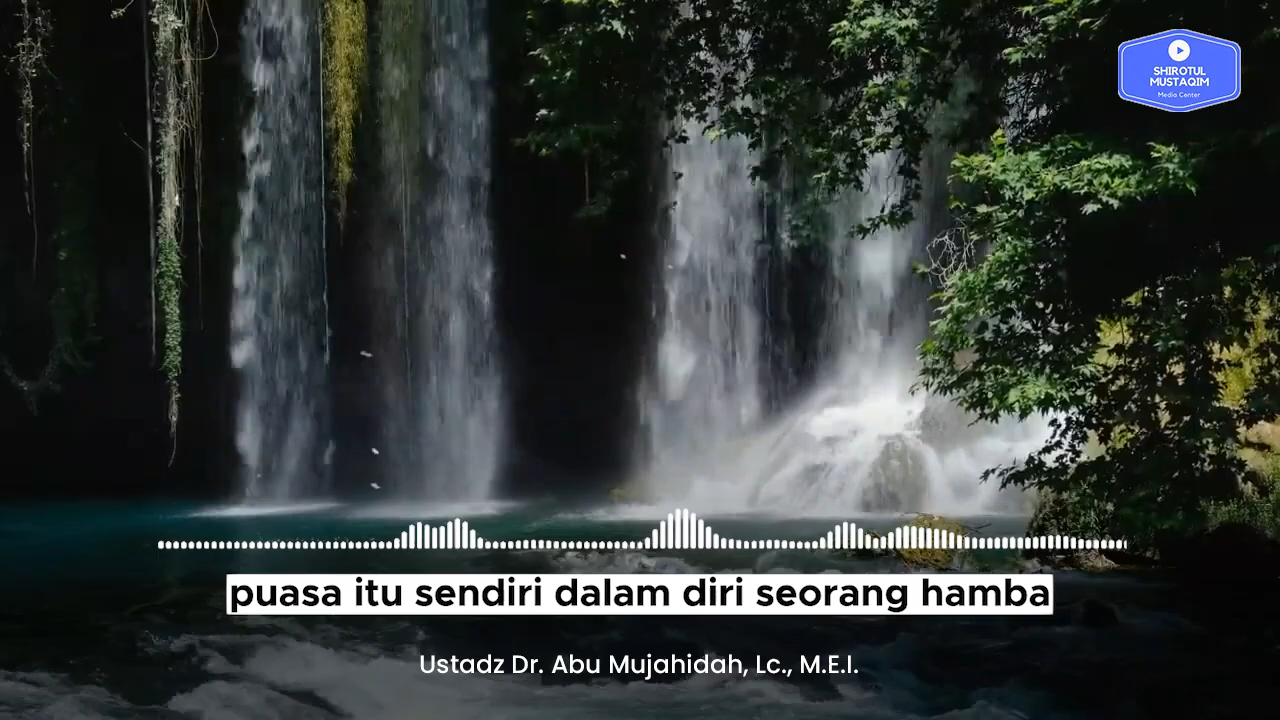 SHIROTUL
MUSTAQIM
Media Center
puasa itu sendiri dalam diri seorang hamba
Ustadz Dr. Abu Mujahidah, Lc., M.E.I.